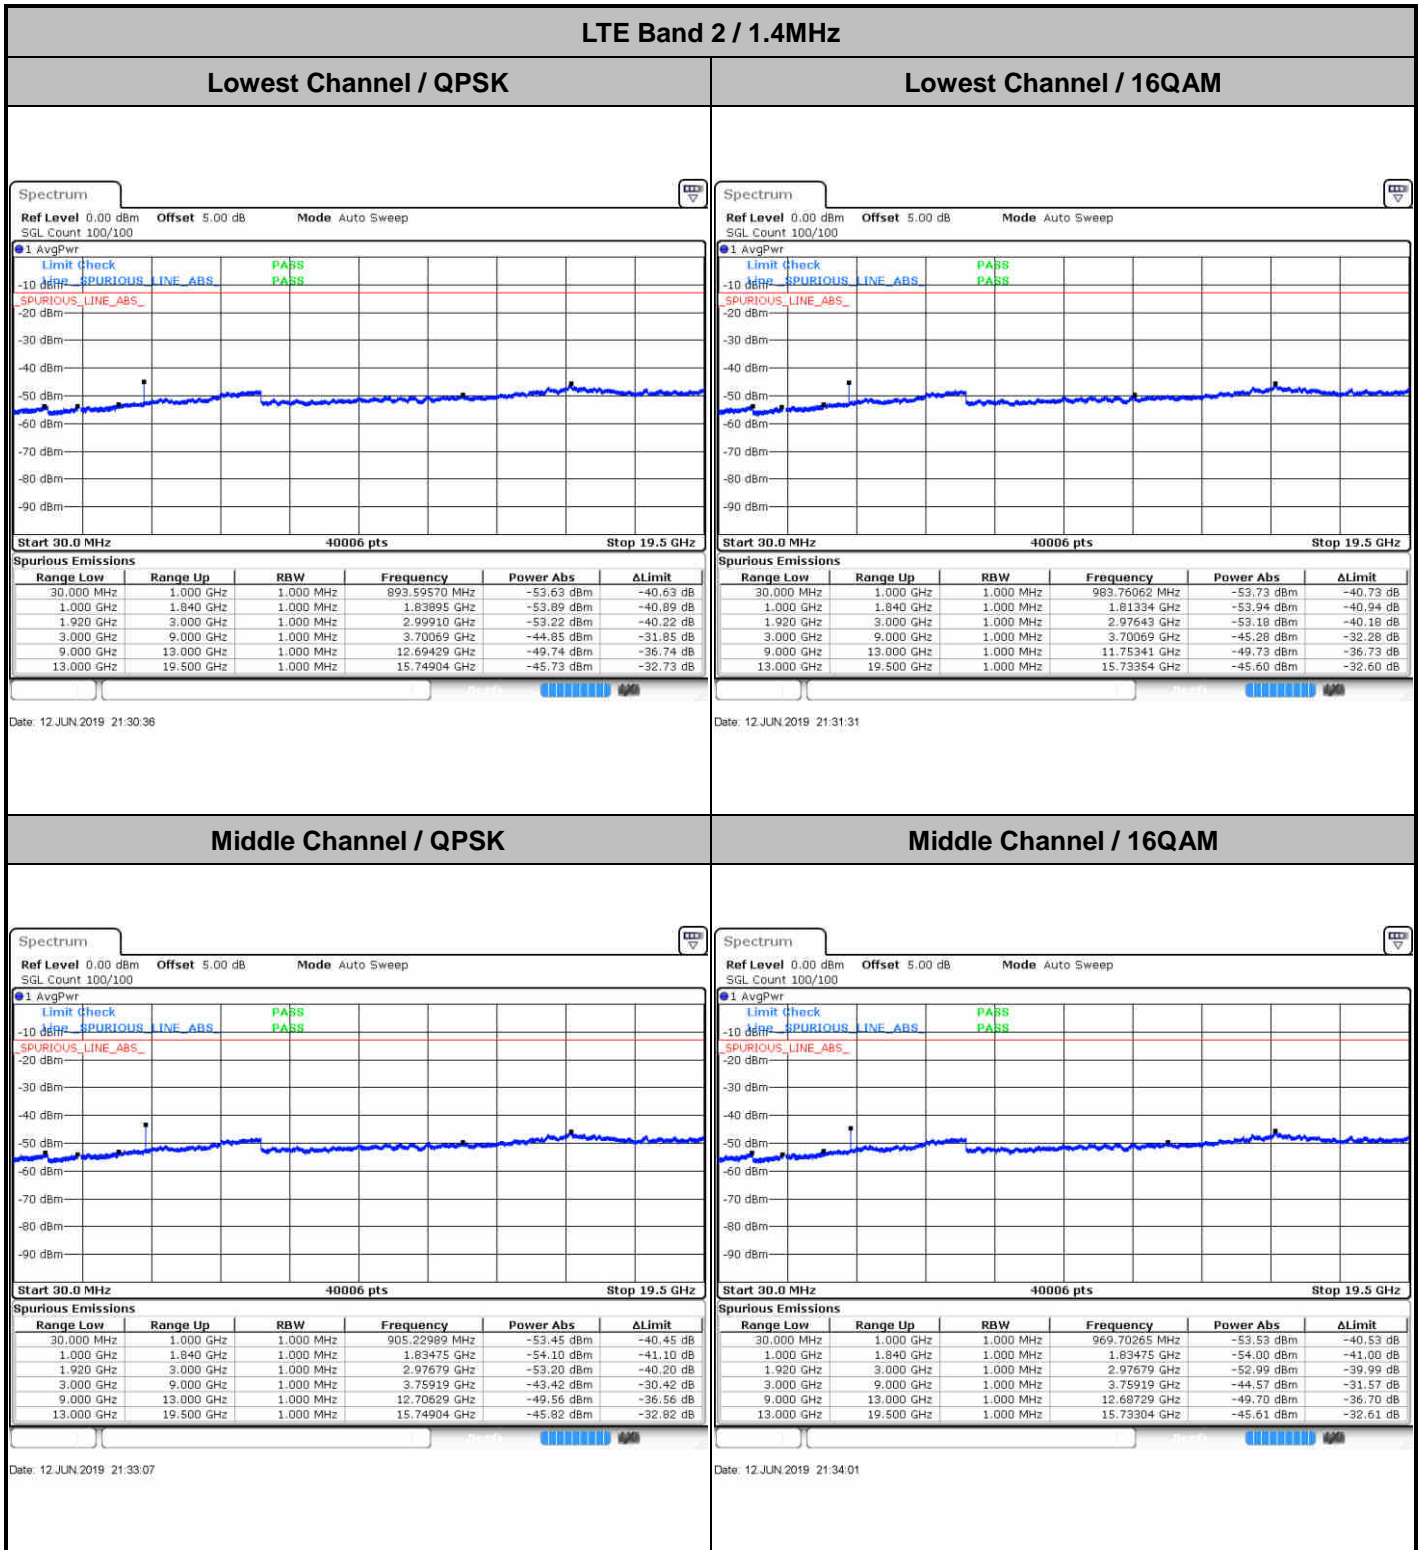 LTE Band 2 / 1.4MHz
Lowest Channel / QPSK
Lowest Channel / 16QAM
Spectrum
Ref Level 0.00 dBm Offset 5.00 dB Mode Auto Sweep
SGL Count 100/100
1 AvgPwr
Limit Check PASS
Line _SPURIOUS_LINE_ABS_ PASS
-10 dBm
_SPURIOUS_LINE_ABS_
-20 dBm
-30 dBm
-40 dBm
-50 dBm
-60 dBm
-70 dBm
-80 dBm
-90 dBm
Start 30.0 MHz 40006 pts Stop 19.5 GHz
Spurious Emissions
Range Low Range Up RBW Frequency Power Abs ΔLimit
30.000 MHz 1.000 GHz 1.000 MHz 893.59570 MHz -53.63 dBm -40.63 dB
1.000 GHz 1.840 GHz 1.000 MHz 1.83895 GHz -53.89 dBm -40.89 dB
1.920 GHz 3.000 GHz 1.000 MHz 2.99910 GHz -53.22 dBm -40.22 dB
3.000 GHz 9.000 GHz 1.000 MHz 3.70069 GHz -44.85 dBm -31.85 dB
9.000 GHz 13.000 GHz 1.000 MHz 12.69429 GHz -49.74 dBm -36.74 dB
13.000 GHz 19.500 GHz 1.000 MHz 15.74904 GHz -45.73 dBm -32.73 dB
Date: 12.JUN.2019 21:30:36
Spectrum
Ref Level 0.00 dBm Offset 5.00 dB Mode Auto Sweep
SGL Count 100/100
1 AvgPwr
Limit Check PASS
Line _SPURIOUS_LINE_ABS_ PASS
-10 dBm
_SPURIOUS_LINE_ABS_
-20 dBm
-30 dBm
-40 dBm
-50 dBm
-60 dBm
-70 dBm
-80 dBm
-90 dBm
Start 30.0 MHz 40006 pts Stop 19.5 GHz
Spurious Emissions
Range Low Range Up RBW Frequency Power Abs ΔLimit
30.000 MHz 1.000 GHz 1.000 MHz 983.76062 MHz -53.73 dBm -40.73 dB
1.000 GHz 1.840 GHz 1.000 MHz 1.81334 GHz -53.94 dBm -40.94 dB
1.920 GHz 3.000 GHz 1.000 MHz 2.97643 GHz -53.18 dBm -40.18 dB
3.000 GHz 9.000 GHz 1.000 MHz 3.70069 GHz -45.28 dBm -32.28 dB
9.000 GHz 13.000 GHz 1.000 MHz 11.75341 GHz -49.73 dBm -36.73 dB
13.000 GHz 19.500 GHz 1.000 MHz 15.73354 GHz -45.60 dBm -32.60 dB
Date: 12.JUN.2019 21:31:31
Middle Channel / QPSK
Middle Channel / 16QAM
Spectrum
Ref Level 0.00 dBm Offset 5.00 dB Mode Auto Sweep
SGL Count 100/100
1 AvgPwr
Limit Check PASS
Line _SPURIOUS_LINE_ABS_ PASS
-10 dBm
_SPURIOUS_LINE_ABS_
-20 dBm
-30 dBm
-40 dBm
-50 dBm
-60 dBm
-70 dBm
-80 dBm
-90 dBm
Start 30.0 MHz 40006 pts Stop 19.5 GHz
Spurious Emissions
Range Low Range Up RBW Frequency Power Abs ΔLimit
30.000 MHz 1.000 GHz 1.000 MHz 905.22989 MHz -53.45 dBm -40.45 dB
1.000 GHz 1.840 GHz 1.000 MHz 1.83475 GHz -54.10 dBm -41.10 dB
1.920 GHz 3.000 GHz 1.000 MHz 2.97679 GHz -53.20 dBm -40.20 dB
3.000 GHz 9.000 GHz 1.000 MHz 3.75919 GHz -43.42 dBm -30.42 dB
9.000 GHz 13.000 GHz 1.000 MHz 12.70629 GHz -49.56 dBm -36.56 dB
13.000 GHz 19.500 GHz 1.000 MHz 15.74904 GHz -45.82 dBm -32.82 dB
Date: 12.JUN.2019 21:33:07
Spectrum
Ref Level 0.00 dBm Offset 5.00 dB Mode Auto Sweep
SGL Count 100/100
1 AvgPwr
Limit Check PASS
Line _SPURIOUS_LINE_ABS_ PASS
-10 dBm
_SPURIOUS_LINE_ABS_
-20 dBm
-30 dBm
-40 dBm
-50 dBm
-60 dBm
-70 dBm
-80 dBm
-90 dBm
Start 30.0 MHz 40006 pts Stop 19.5 GHz
Spurious Emissions
Range Low Range Up RBW Frequency Power Abs ΔLimit
30.000 MHz 1.000 GHz 1.000 MHz 969.70265 MHz -53.53 dBm -40.53 dB
1.000 GHz 1.840 GHz 1.000 MHz 1.83475 GHz -54.00 dBm -41.00 dB
1.920 GHz 3.000 GHz 1.000 MHz 2.97679 GHz -52.99 dBm -39.99 dB
3.000 GHz 9.000 GHz 1.000 MHz 3.75919 GHz -44.57 dBm -31.57 dB
9.000 GHz 13.000 GHz 1.000 MHz 12.68729 GHz -49.70 dBm -36.70 dB
13.000 GHz 19.500 GHz 1.000 MHz 15.73304 GHz -45.61 dBm -32.61 dB
Date: 12.JUN.2019 21:34:01